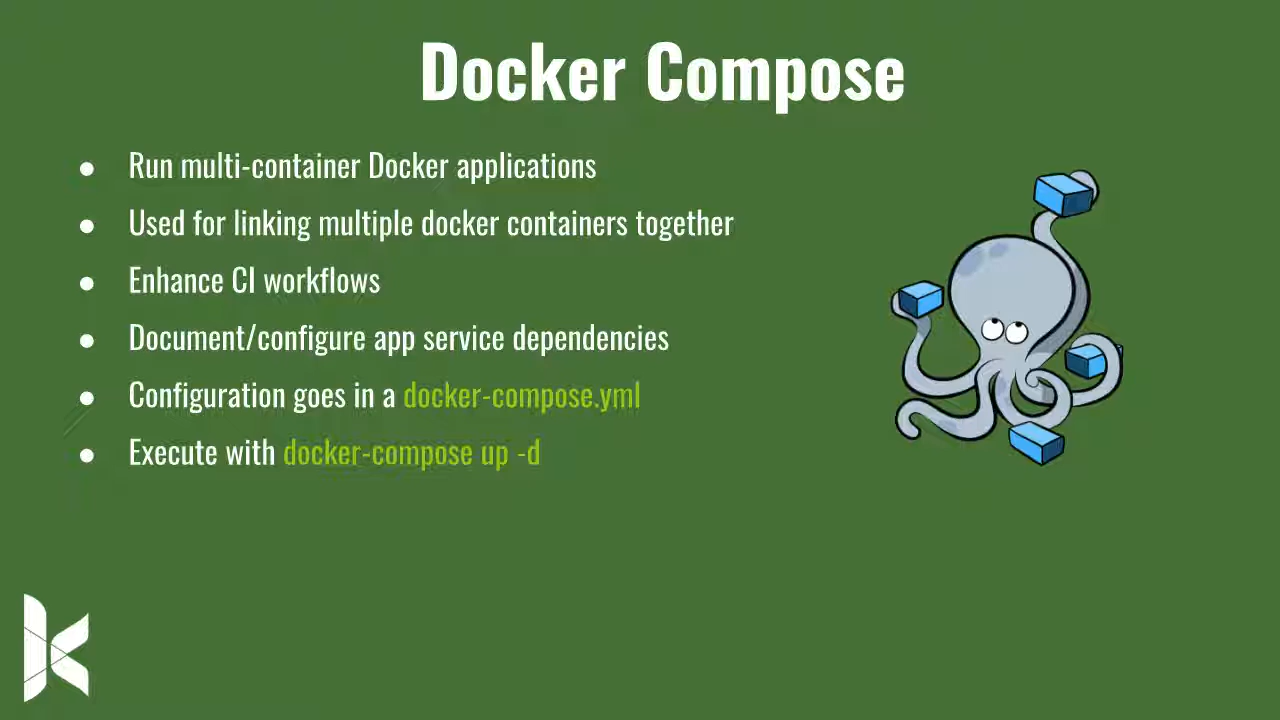 Docker Compose
● Run multi-container Docker applications
● Used for linking multiple docker containers together
● Enhance CI workflows
● Document/configure app service dependencies
● Configuration goes in a docker-compose.yml
● Execute with docker-compose up -d